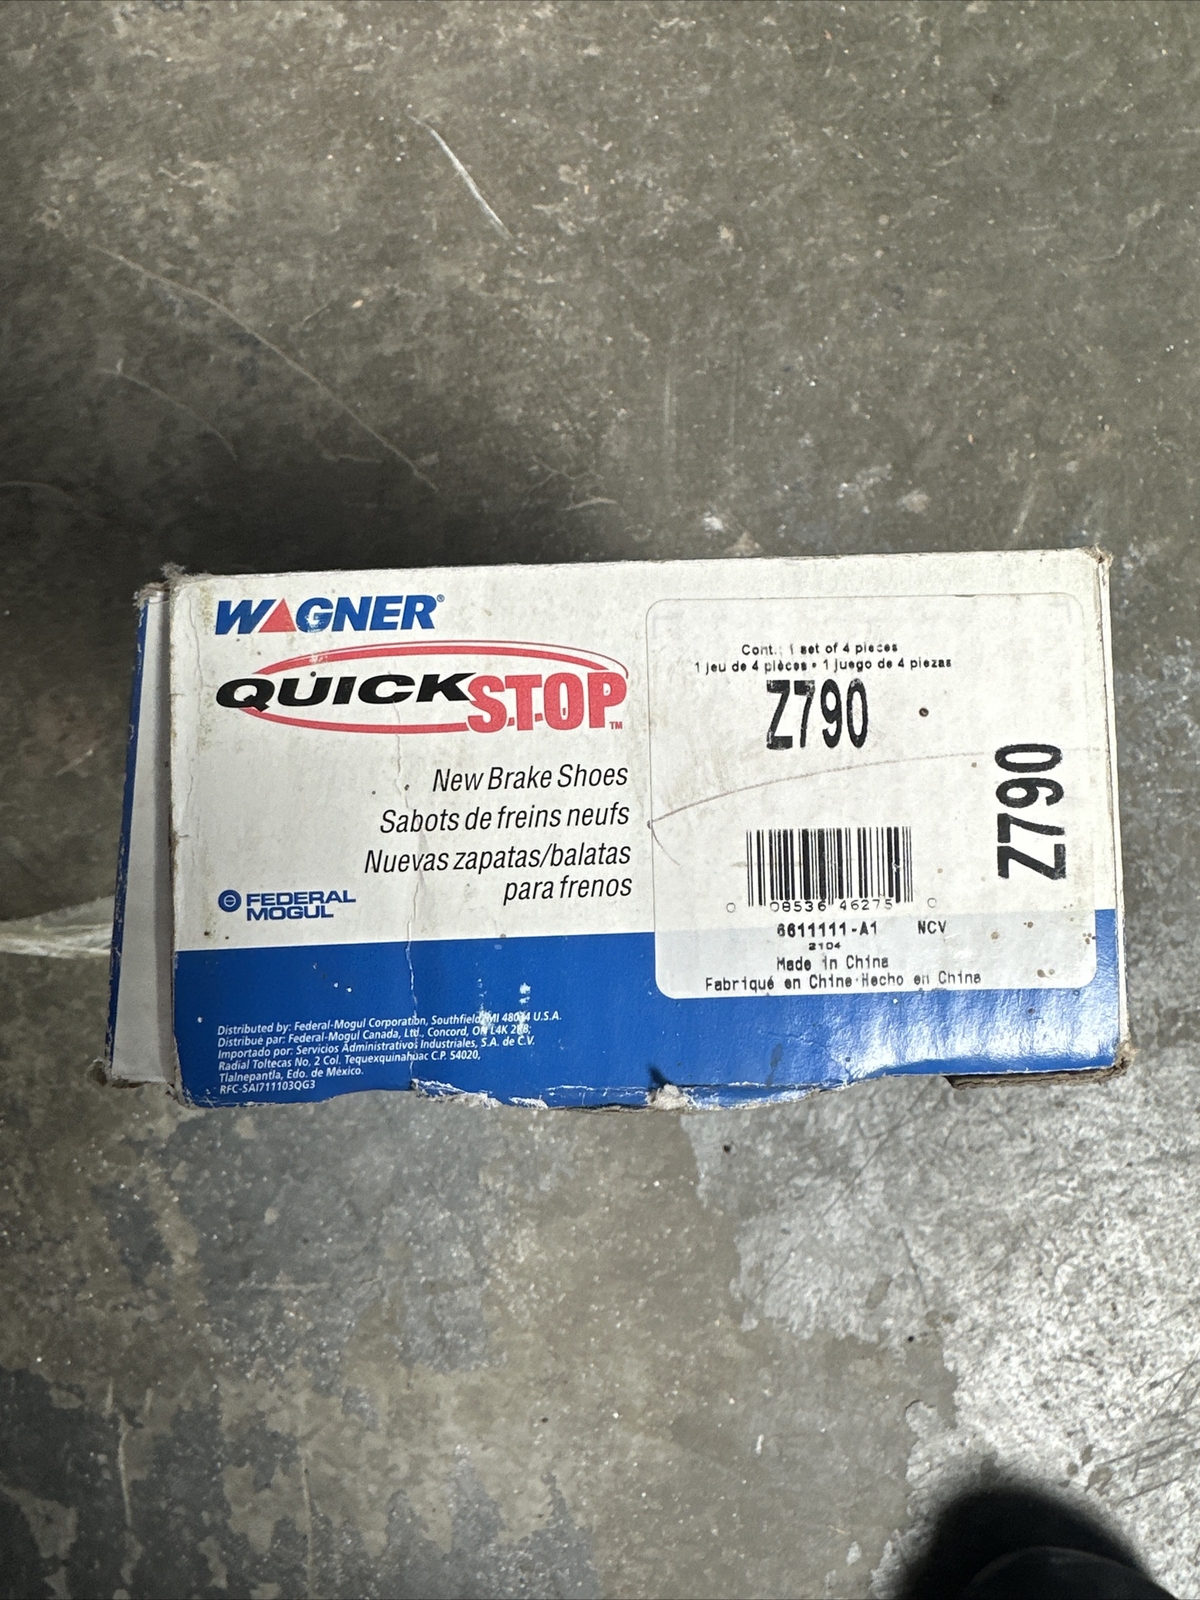 WAGNER®
QUICKSTOP™
New Brake Shoes
Sabots de freins neufs
Nuevas zapatas/balatas
para frenos
FEDERAL
MOGUL
Cont.: 1 set of 4 pieces
1 jeu de 4 pièces • 1 juego de 4 piezas
Z790
Z790
0 08536 46275 0
6611111-A1 NCV
2104
Made in China
Fabriqué en Chine·Hecho en China
Distributed by: Federal-Mogul Corporation, Southfield, MI 48034 U.S.A.
Distribué par: Federal-Mogul Canada, Ltd., Concord, ON L4K 2E8;
Importado por: Servicios Administrativos Industriales, S.A. de C.V.
Radial Toltecas No, 2 Col. Tequexquinahuac C.P. 54020,
Tlalnepantla, Edo. de México.
RFC-SAI711103QG3